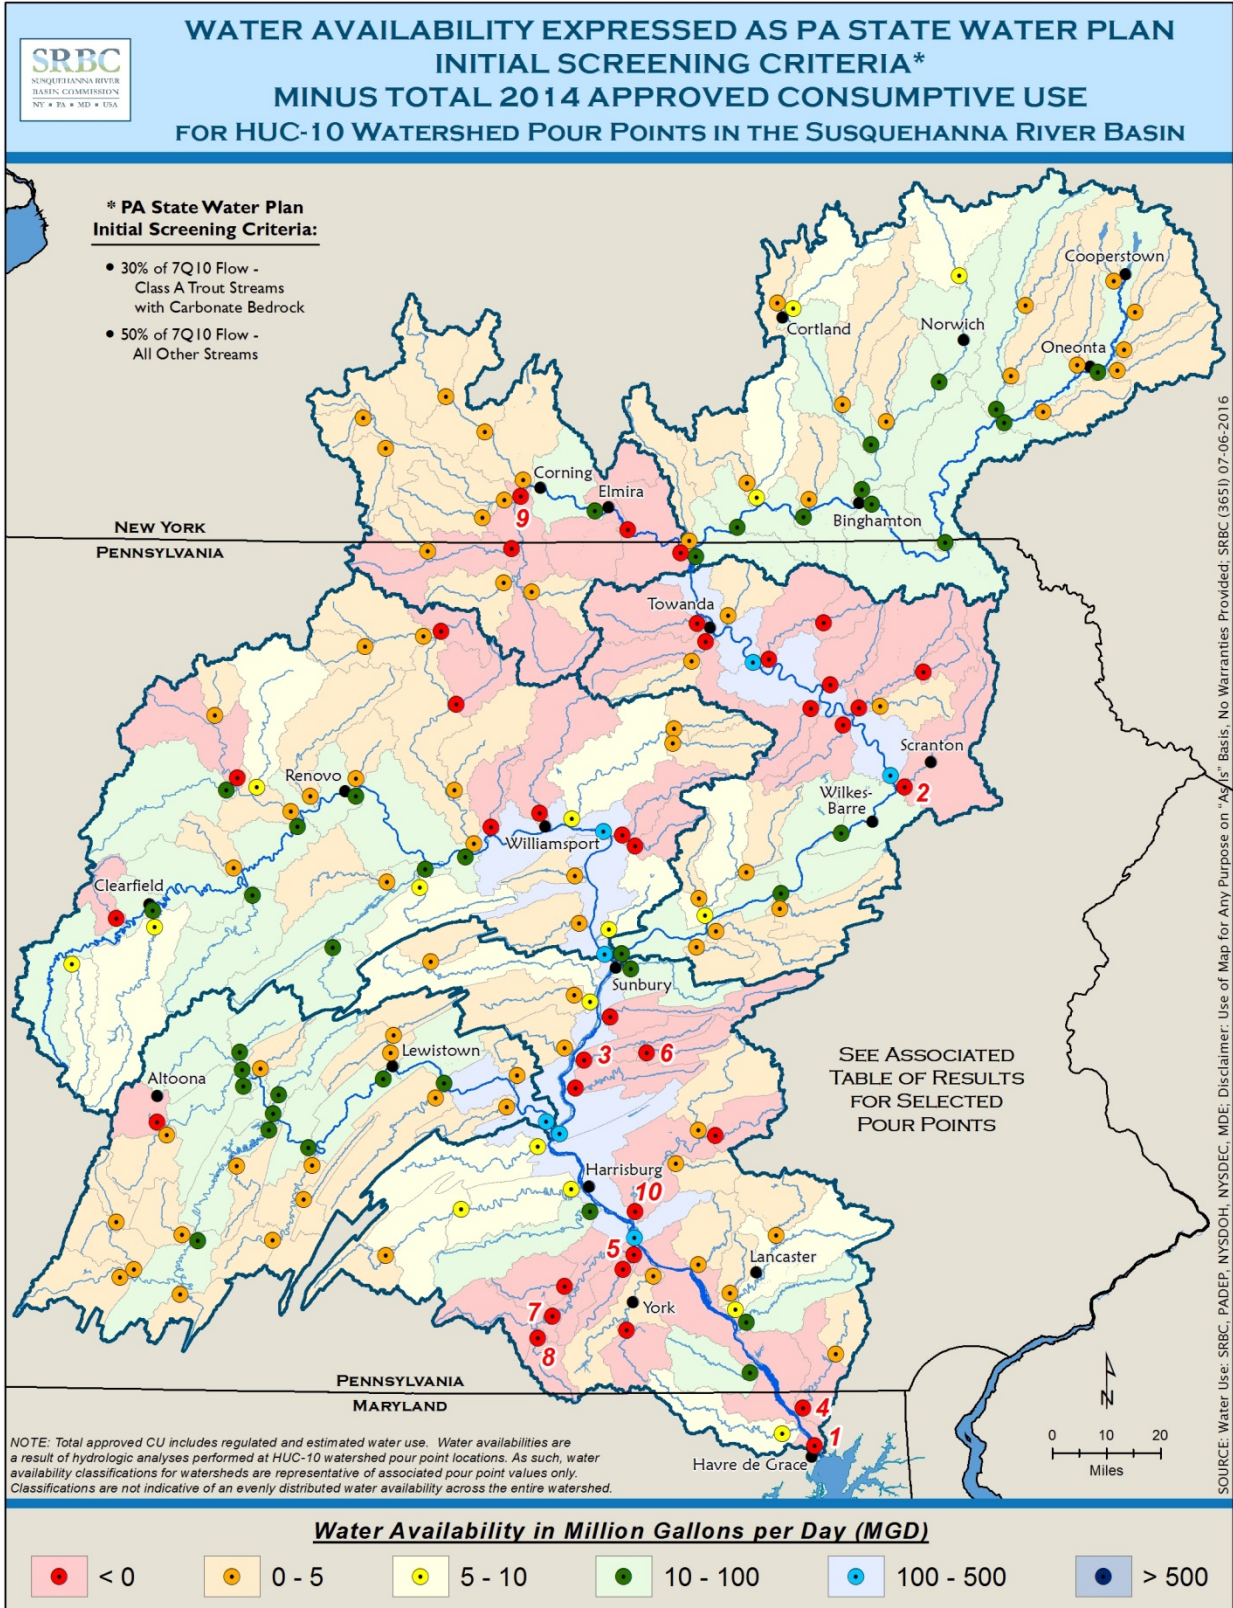 WATER AVAILABILITY EXPRESSED AS PA STATE WATER PLAN
INITIAL SCREENING CRITERIA*
MINUS TOTAL 2014 APPROVED CONSUMPTIVE USE
FOR HUC-10 WATERSHED POUR POINTS IN THE SUSQUEHANNA RIVER BASIN
SRBC
SUSQUEHANNA RIVER
BASIN COMMISSION
NY ▪ PA ▪ MD ▪ USA
* PA State Water Plan
Initial Screening Criteria:
• 30% of 7Q10 Flow -
Class A Trout Streams
with Carbonate Bedrock
• 50% of 7Q10 Flow -
All Other Streams
Cooperstown
Cortland
Norwich
Oneonta
Corning
Elmira
9
Binghamton
NEW YORK
PENNSYLVANIA
Towanda
Scranton
Renovo
Wilkes-
Barre
2
Williamsport
Clearfield
Sunbury
Lewistown
3
6
Altoona
SEE ASSOCIATED
TABLE OF RESULTS
FOR SELECTED
POUR POINTS
Harrisburg
10
5
Lancaster
7
York
8
PENNSYLVANIA
MARYLAND
4
1
Havre de Grace
N
0 10 20
Miles
NOTE: Total approved CU includes regulated and estimated water use. Water availabilities are
a result of hydrologic analyses performed at HUC-10 watershed pour point locations. As such, water
availability classifications for watersheds are representative of associated pour point values only.
Classifications are not indicative of an evenly distributed water availability across the entire watershed.
SOURCE: Water Use: SRBC, PADEP, NYSDOH, NYSDEC, MDE; Disclaimer: Use of Map for Any Purpose on "As Is" Basis, No Warranties Provided; SRBC (365l) 07-06-2016
Water Availability in Million Gallons per Day (MGD)
< 0
0 - 5
5 - 10
10 - 100
100 - 500
> 500